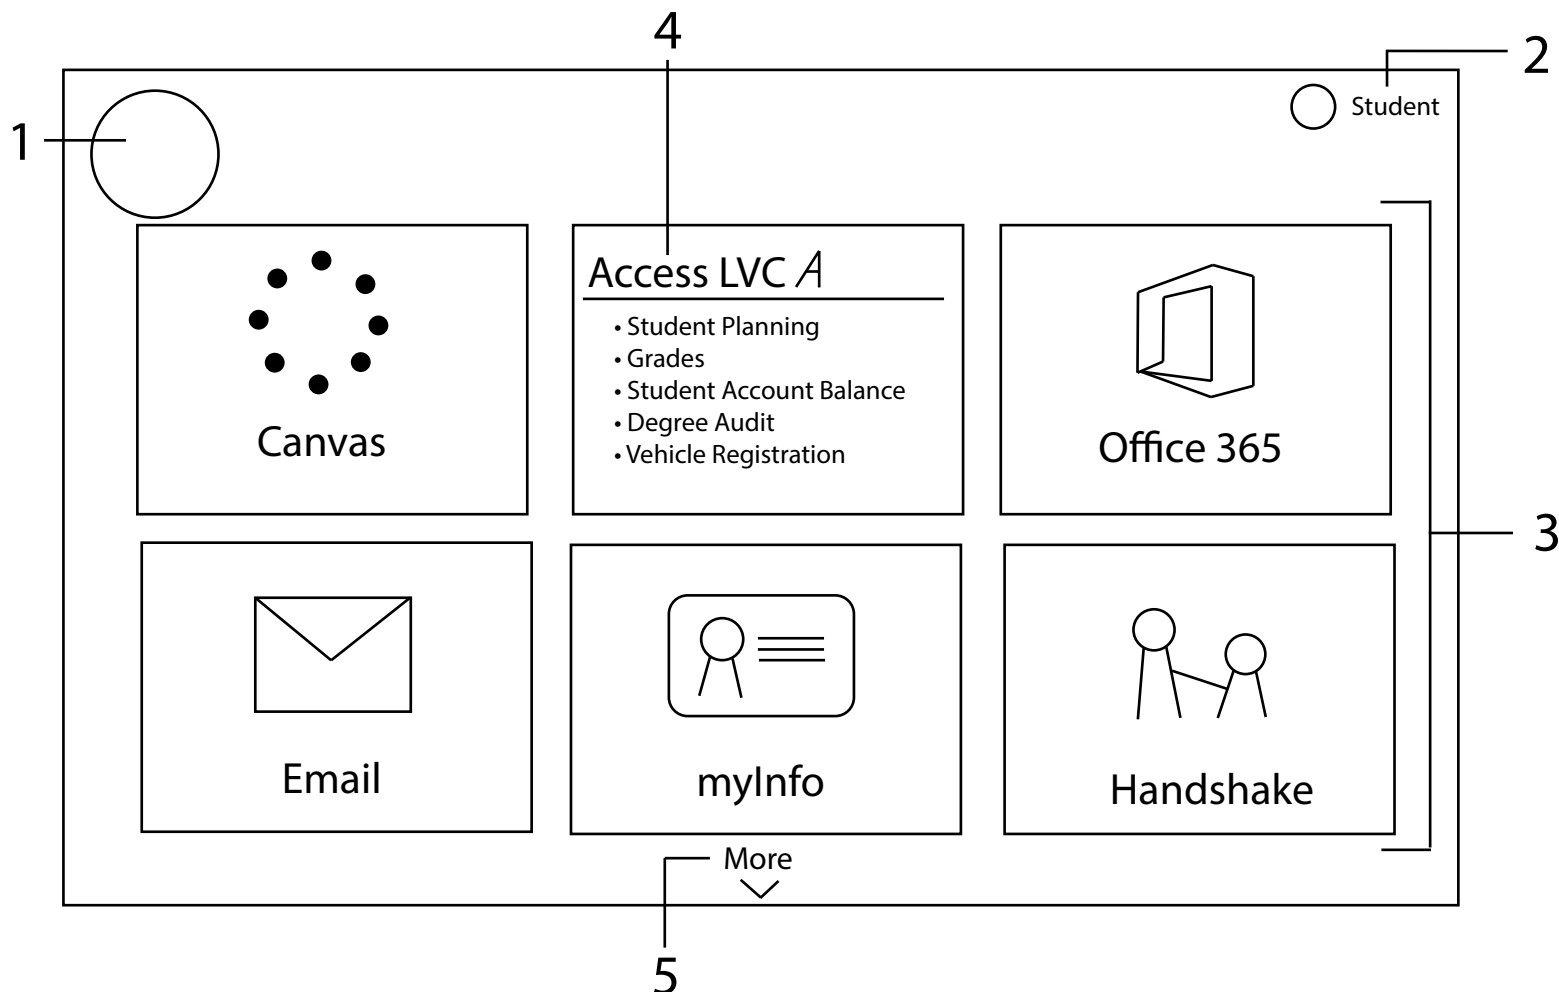 4
2
Student
1
Access LVC A
• Student Planning
• Grades
• Student Account Balance
• Degree Audit
• Vehicle Registration
Canvas
Office 365
3
Email
myInfo
Handshake
More
5